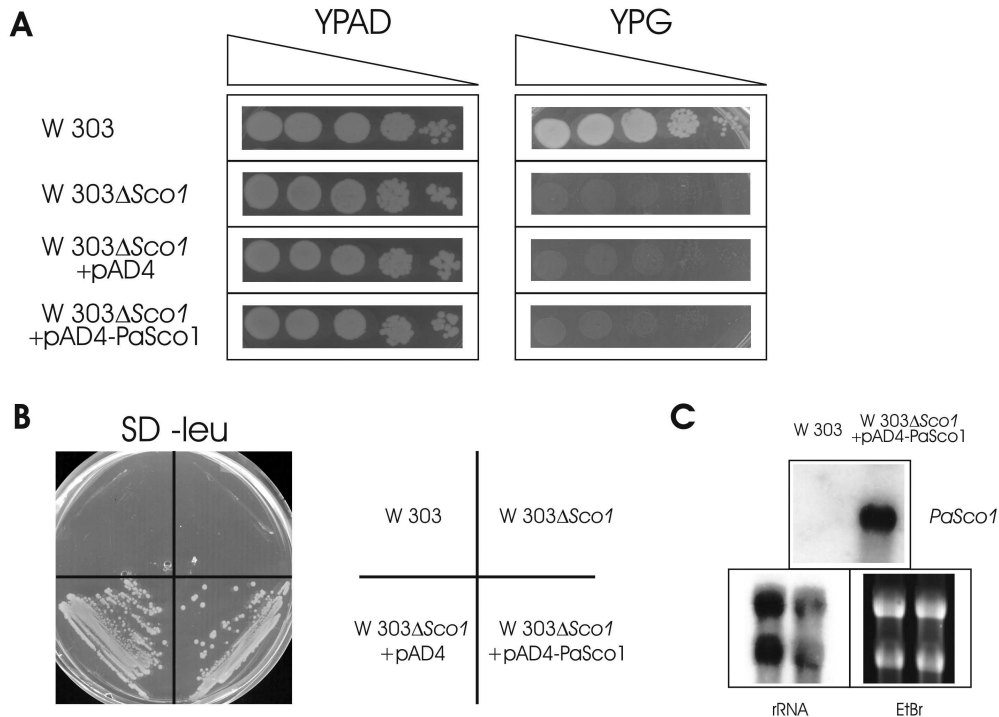 A
YPAD
YPG
W 303
W 303ΔSco1
W 303ΔSco1
+pAD4
W 303ΔSco1
+pAD4-PaSco1
B
SD -leu
W 303
W 303ΔSco1
W 303ΔSco1
+pAD4
W 303ΔSco1
+pAD4-PaSco1
C
W 303
W 303ΔSco1
+pAD4-PaSco1
PaSco1
rRNA
EtBr